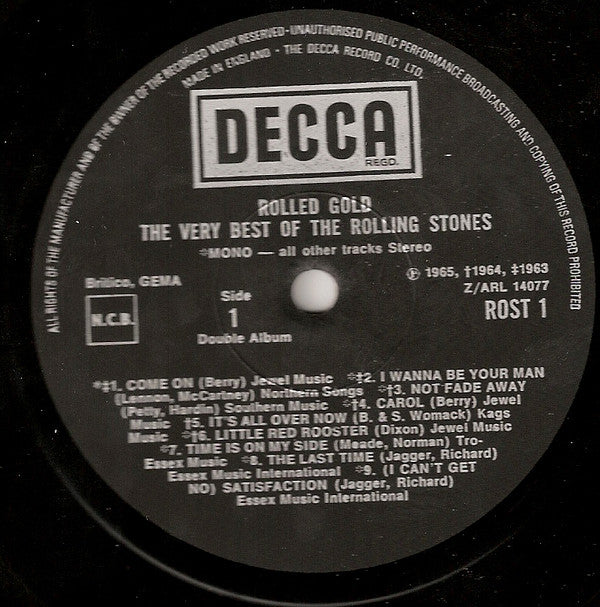 ALL RIGHTS OF THE MANUFACTURER AND OF THE OWNER OF THE RECORDED WORK RESERVED-UNAUTHORISED PUBLIC PERFORMANCE BROADCASTING AND COPYING OF THIS RECORD PROHIBITED
MADE IN ENGLAND - THE DECCA RECORD CO. LTD.
DECCA
REGD.
ROLLED GOLD
THE VERY BEST OF THE ROLLING STONES
*MONO — all other tracks Stereo
Britico, GEMA
℗ 1965, †1964, ‡1963
Z/ARL 14077
N.C.B.
Side
1
ROST 1
Double Album
*‡1. COME ON (Berry) Jewel Music *‡2. I WANNA BE YOUR MAN
(Lennon, McCartney) Northern Songs *†3. NOT FADE AWAY
(Petty, Hardin) Southern Music *†4. CAROL (Berry) Jewel
Music †5. IT'S ALL OVER NOW (B. & S. Womack) Kags
Music *†6. LITTLE RED ROOSTER (Dixon) Jewel Music
*7. TIME IS ON MY SIDE (Meade, Norman) Tro-
Essex Music *8. THE LAST TIME (Jagger, Richard)
Essex Music International *9. (I CAN'T GET
NO) SATISFACTION (Jagger, Richard)
Essex Music International